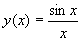 y(x) = sin x / x